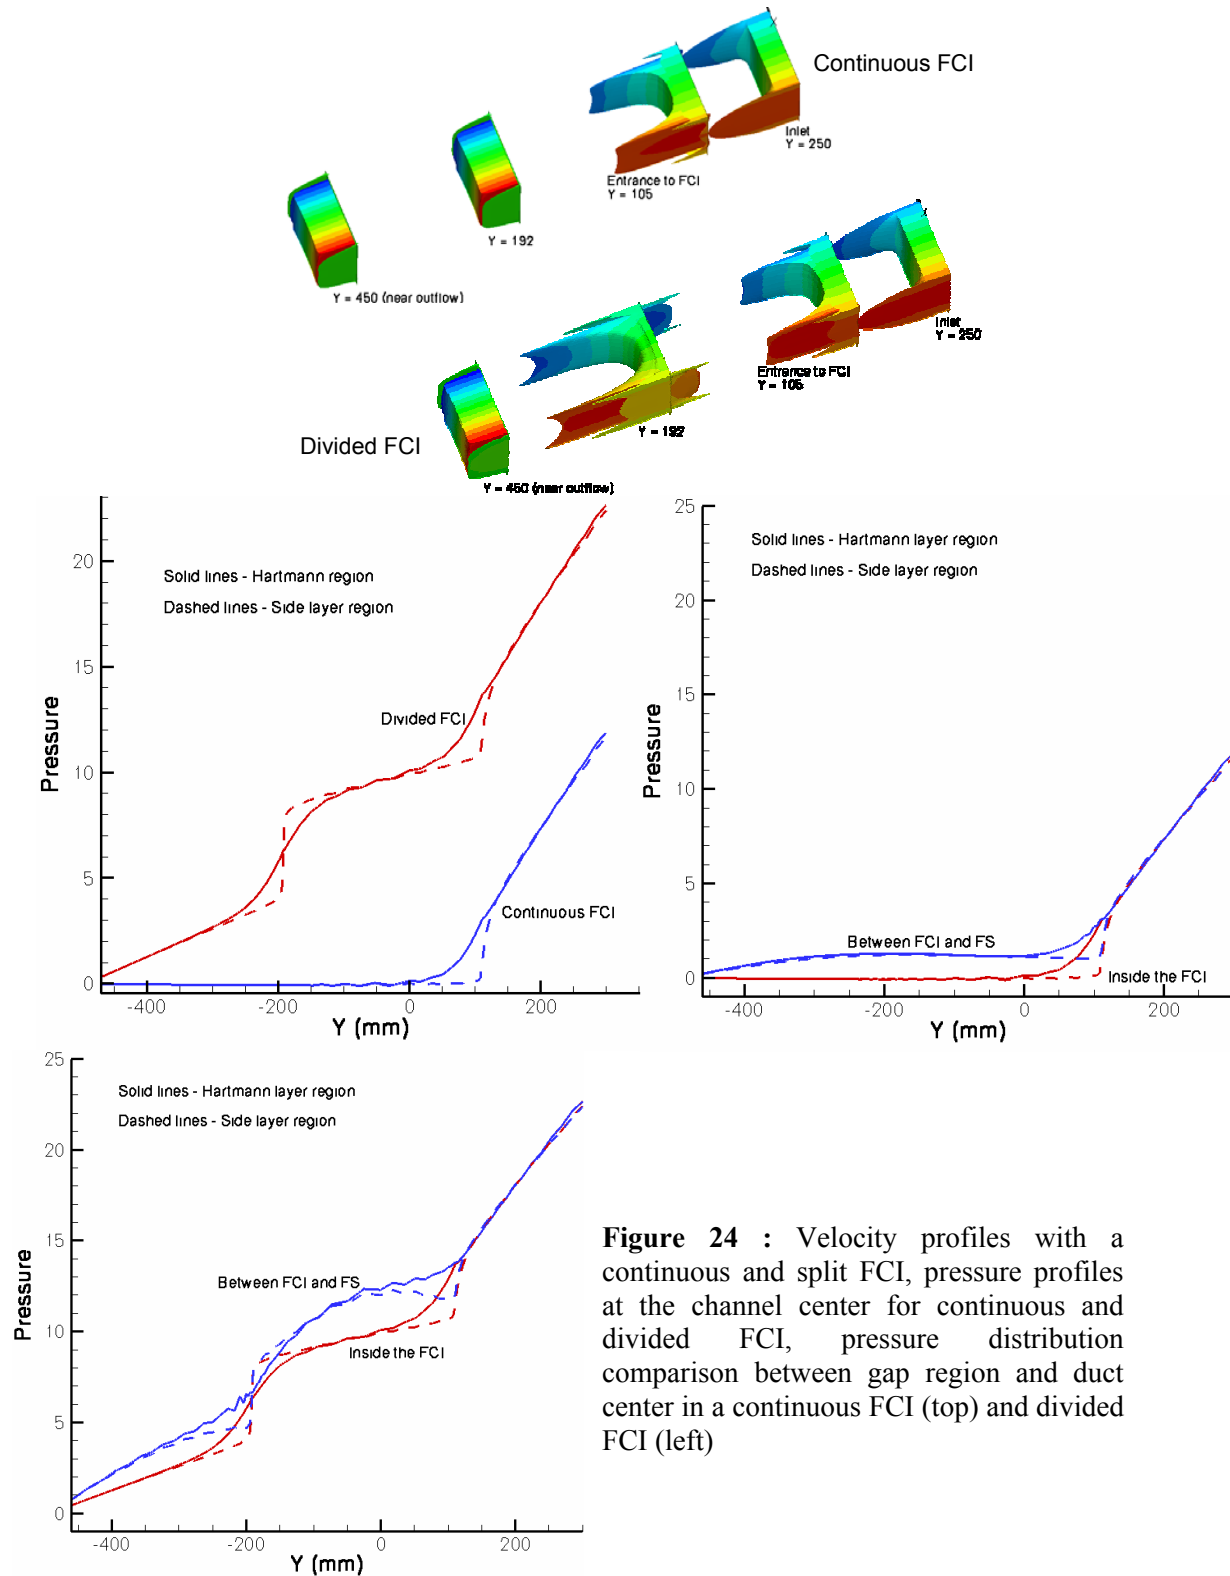 Continuous FCI
Inlet
Y = 250
Entrance to FCI
Y = 105
Y = 192
Y = 450 (near outflow)
Inlet
Y = 250
Entrance to FCI
Y = 105
Y = 192
Divided FCI
Y = 450 (near outflow)
Solid lines - Hartmann region
Dashed lines - Side layer region
Divided FCI
Continuous FCI
Pressure
20
15
10
5
0
-400
-200
0
200
Y (mm)
Solid lines - Hartmann layer region
Dashed lines - Side layer region
Between FCI and FS
Inside the FCI
Pressure
25
20
15
10
5
0
-400
-200
0
200
Y (mm)
Solid lines - Hartmann layer region
Dashed lines - Side layer region
Between FCI and FS
Inside the FCI
Pressure
25
20
15
10
5
0
-400
-200
0
200
Y (mm)
Figure 24 : Velocity profiles with a
continuous and split FCI, pressure profiles
at the channel center for continuous and
divided FCI, pressure distribution
comparison between gap region and duct
center in a continuous FCI (top) and divided
FCI (left)